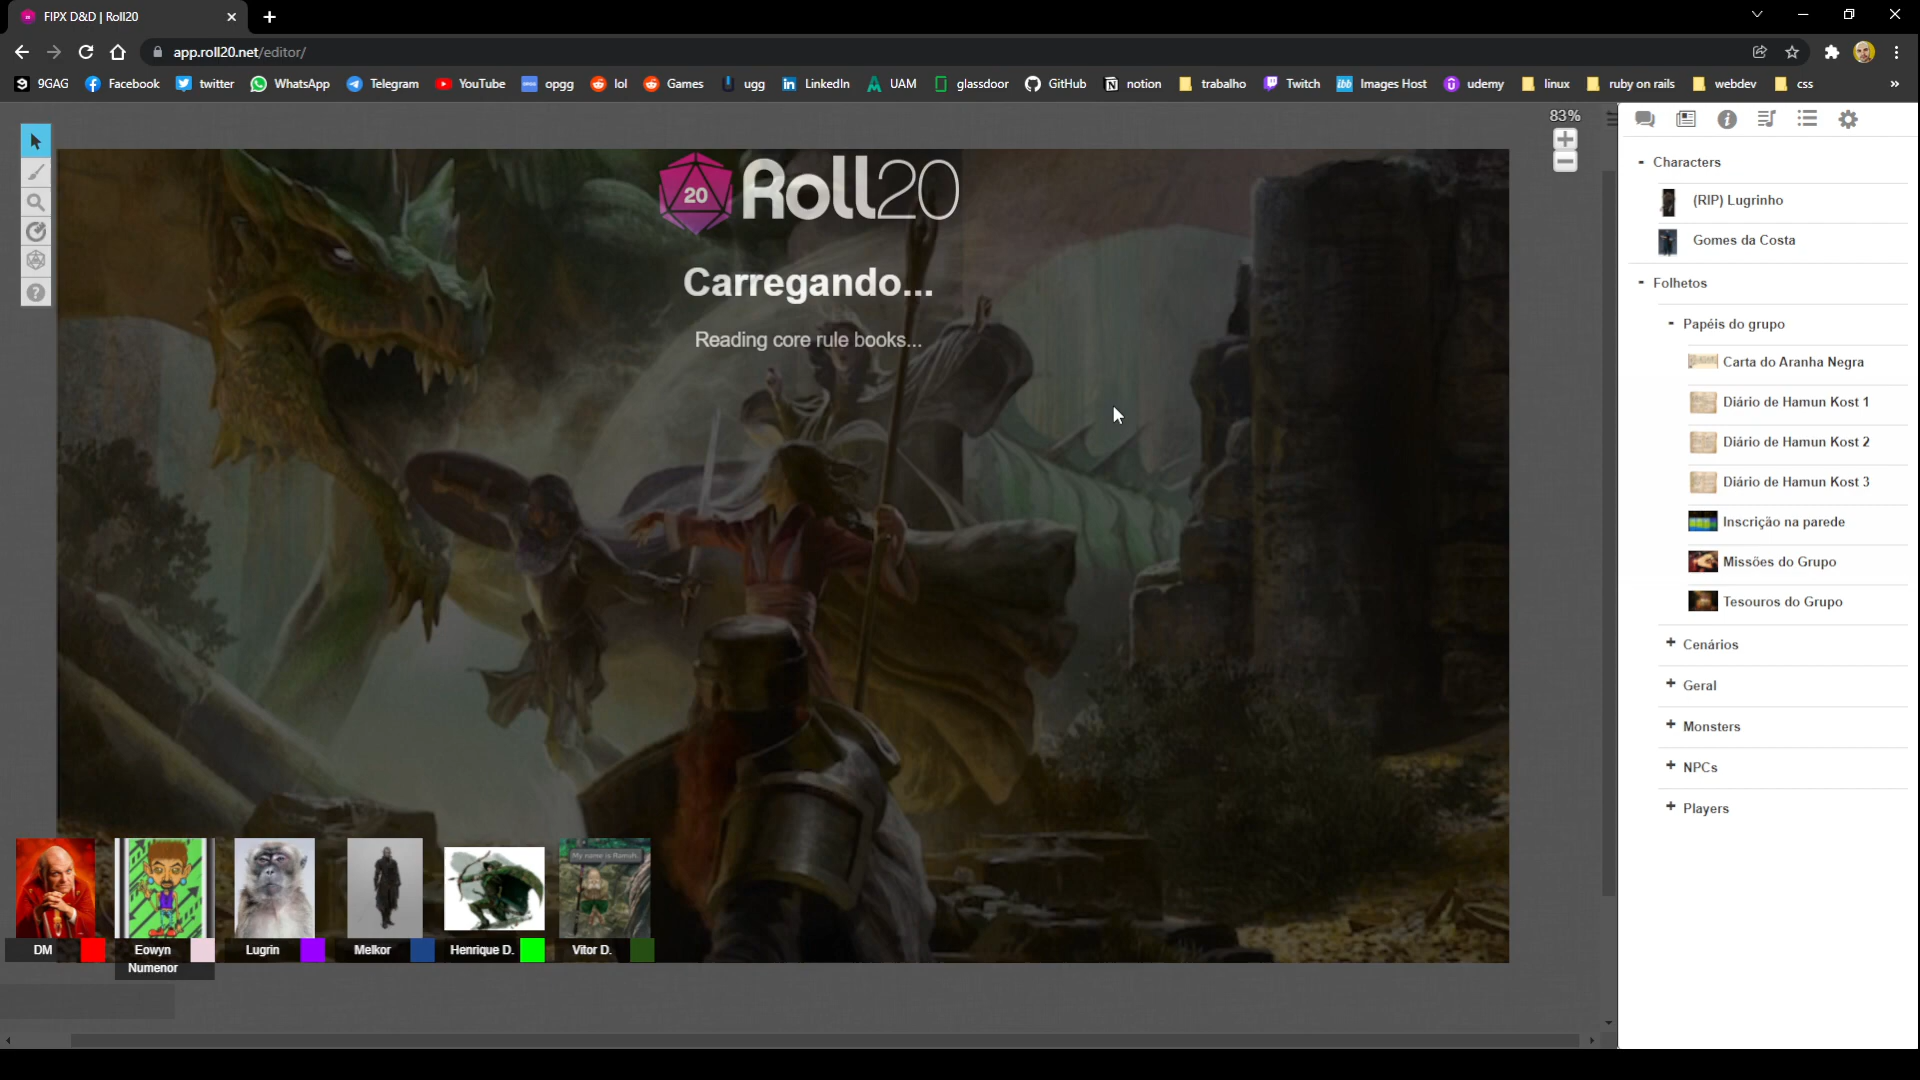 FIPX D&D | Roll20
app.roll20.net/editor/
9GAG Facebook twitter WhatsApp Telegram YouTube opgg lol Games ugg LinkedIn UAM glassdoor GitHub notion trabalho Twitch Images Host udemy linux ruby on rails webdev css
83%
20 Roll20
Carregando...
Reading core rule books...
My name is Ramuh.
DM
Eowyn
Numenor
Lugrin
Melkor
Henrique D.
Vitor D.
Characters
(RIP) Lugrinho
Gomes da Costa
Folhetos
Papéis do grupo
Carta do Aranha Negra
Diário de Hamun Kost 1
Diário de Hamun Kost 2
Diário de Hamun Kost 3
Inscrição na parede
Missões do Grupo
Tesouros do Grupo
Cenários
Geral
Monsters
NPCs
Players